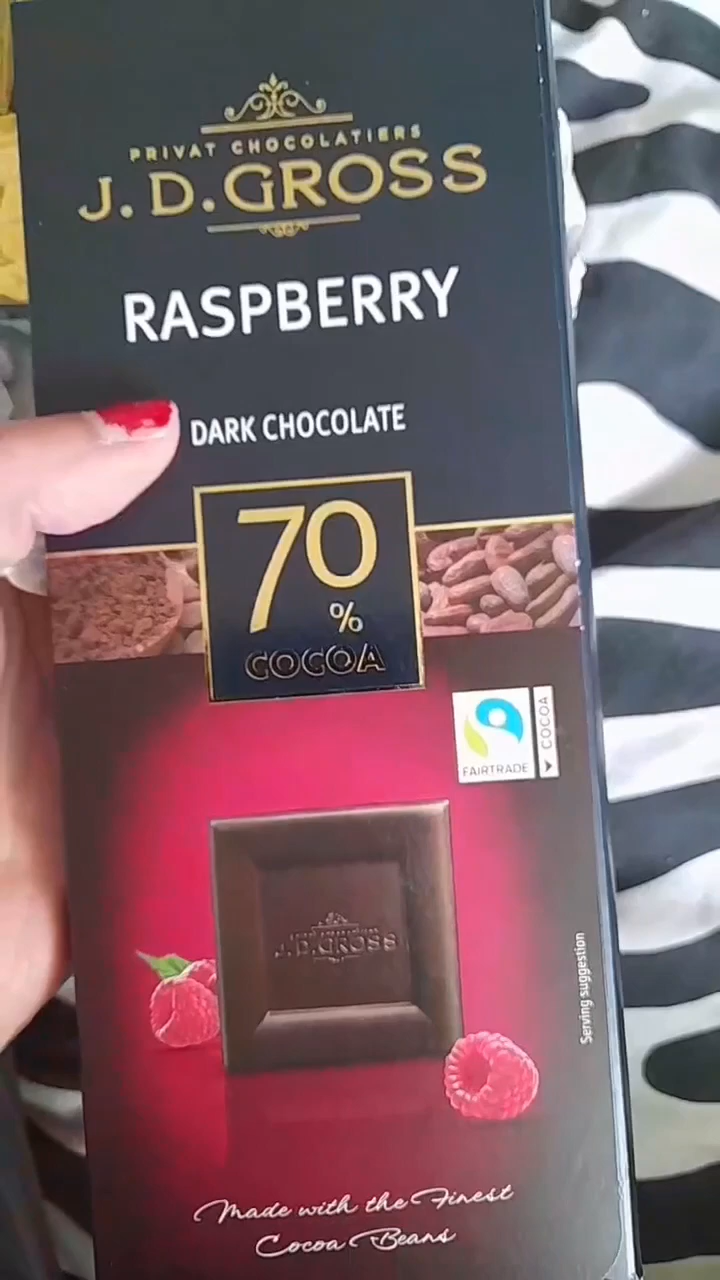 PRIVAT CHOCOLATIERS
J.D.GROSS
RASPBERRY
DARK CHOCOLATE
70
%
COCOA
FAIRTRADE
COCOA
J.D.GROSS
Serving suggestion
Made with the Finest
Cocoa Beans